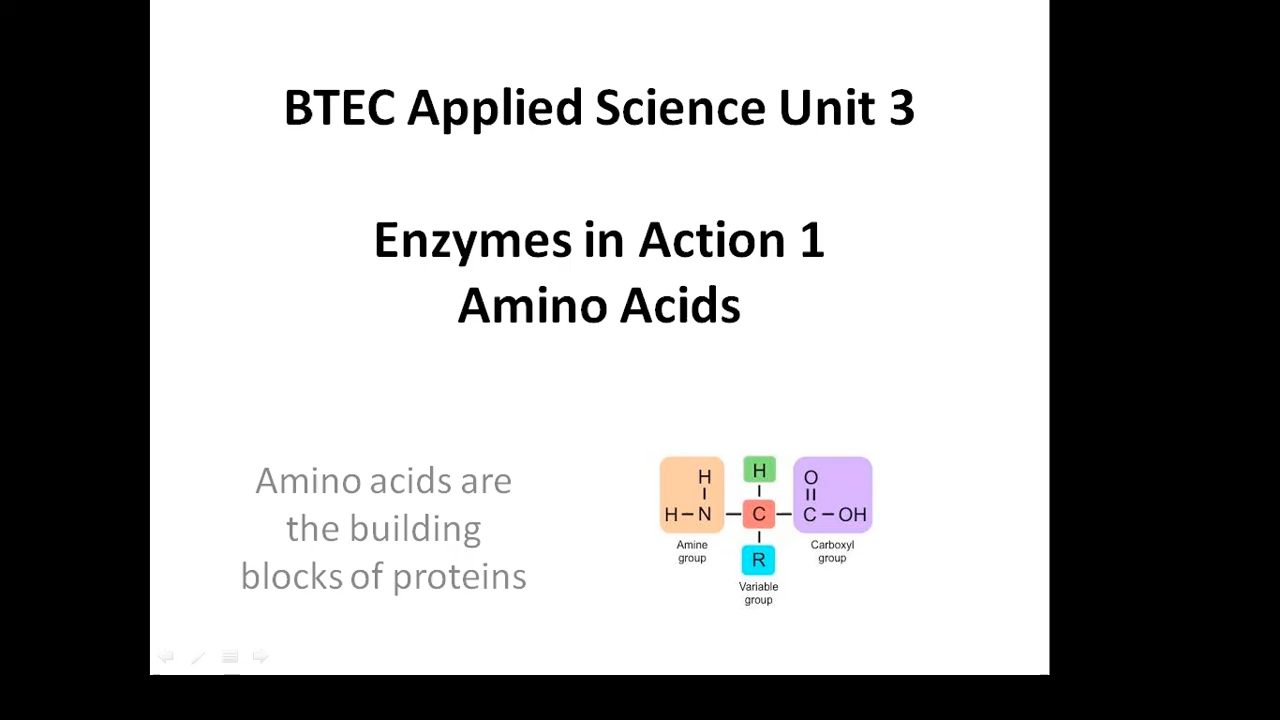 BTEC Applied Science Unit 3
Enzymes in Action 1
Amino Acids
Amino acids are
the building
blocks of proteins
H H O
H – N – C – C – OH
Amine
group
Carboxyl
group
R
Variable
group